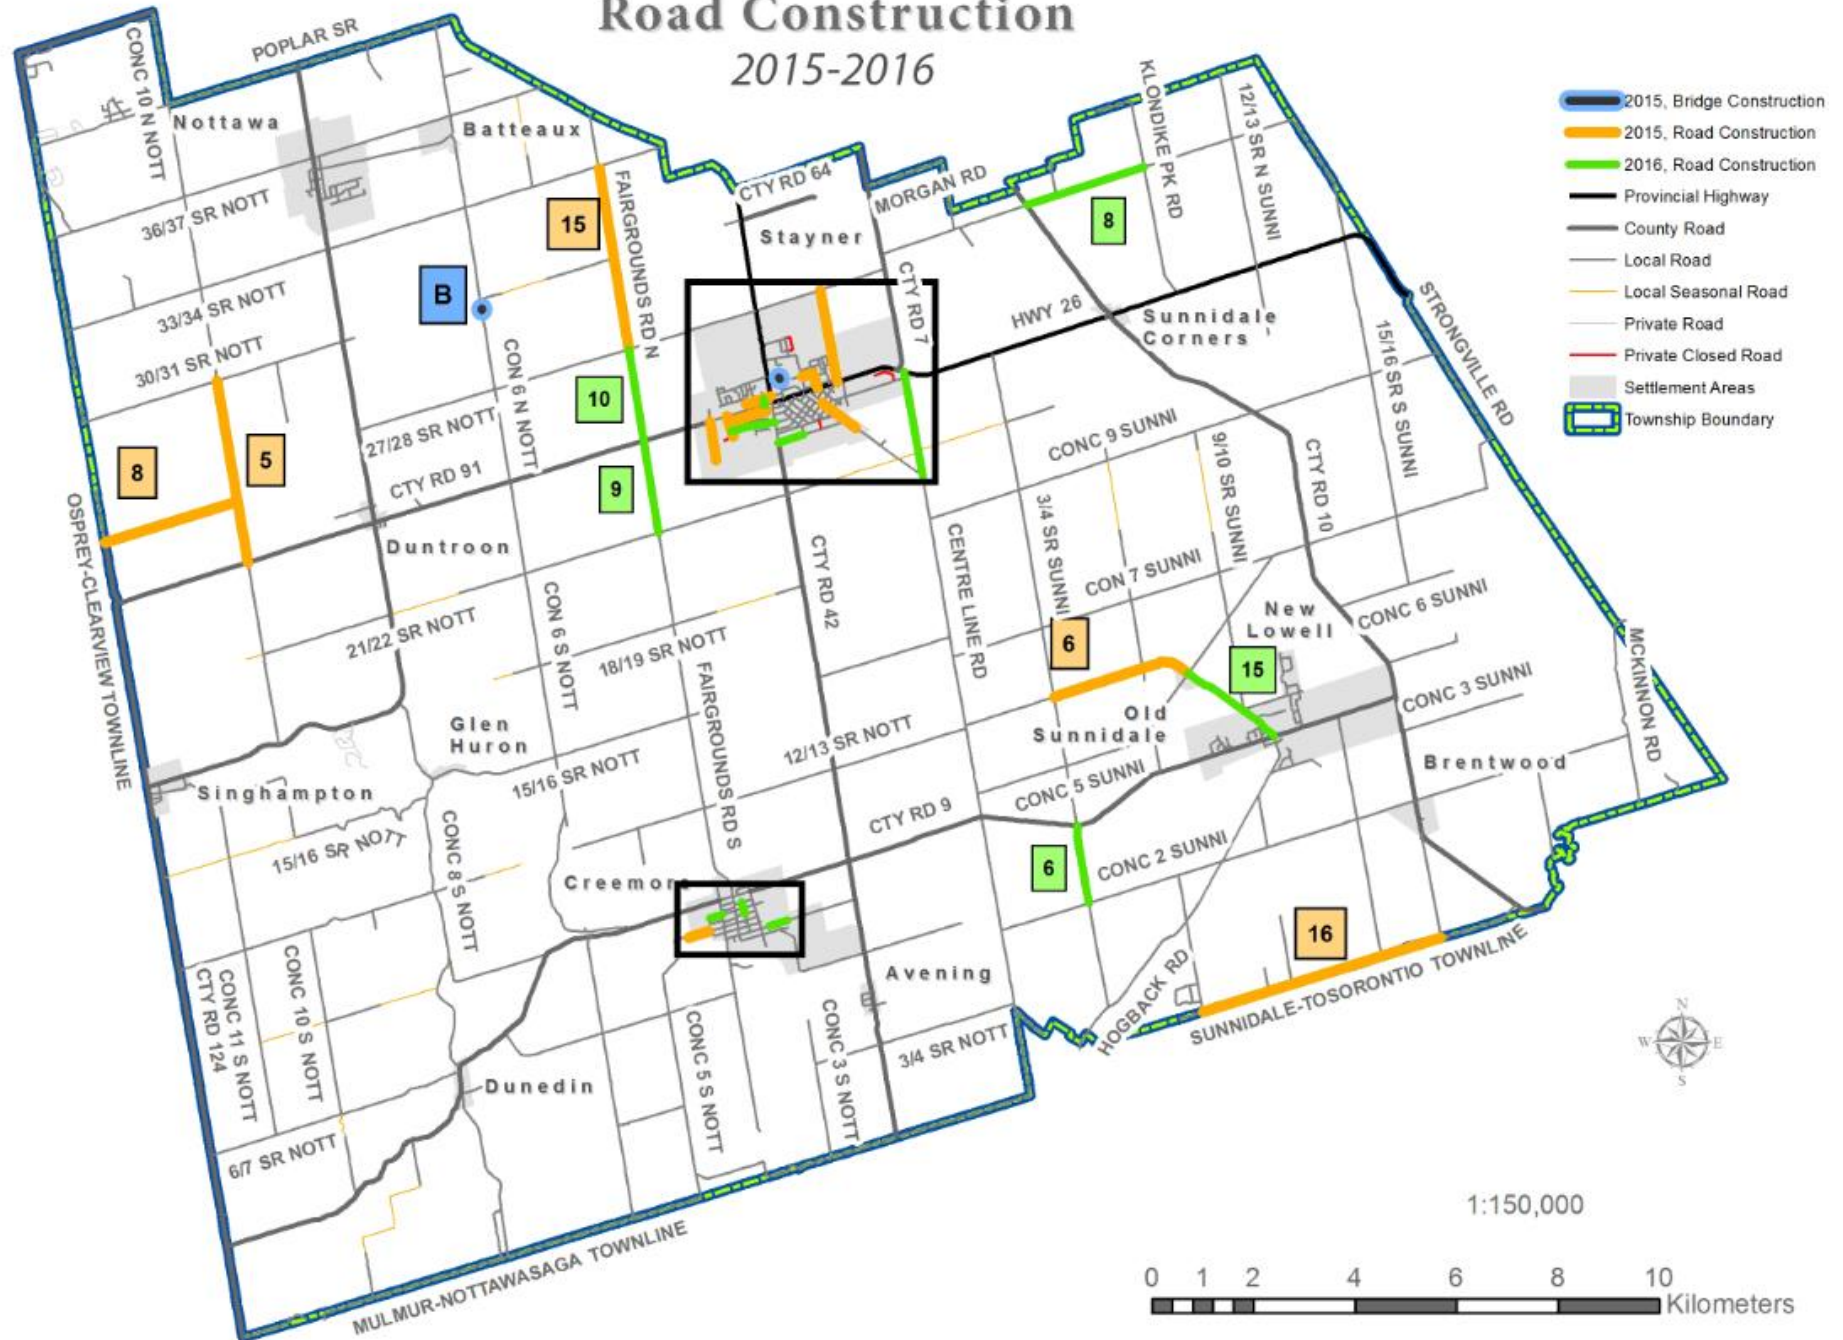 Road Construction
2015-2016
POPLAR SR
CONC 10 N NOTT
Nottawa
Batteaux
KLONDIKE PK RD
12/13 SR N SUNNI
2015, Bridge Construction
2015, Road Construction
2016, Road Construction
Provincial Highway
County Road
Local Road
Local Seasonal Road
Private Road
Private Closed Road
Settlement Areas
Township Boundary
CTY RD 64
MORGAN RD
36/37 SR NOTT
15
FAIRGROUNDS RD N
Stayner
8
B
CTY RD 7
HWY 26
Sunnidale
Corners
STRONGVILLE RD
33/34 SR NOTT
30/31 SR NOTT
CON 6 N NOTT
15/16 SR S SUNNI
10
27/28 SR NOTT
CTY RD 91
CONC 9 SUNNI
9/10 SR SUNNI
CTY RD 10
8
5
9
OSPREY-CLEARVIEW TOWNLINE
Duntroon
CTY RD 42
CENTRE LINE RD
3/4 SR SUNNI
CON 7 SUNNI
New
Lowell
CONC 6 SUNNI
21/22 SR NOTT
CON 6 S NOTT
18/19 SR NOTT
6
15
MCKINNON RD
FAIRGROUNDS RD S
CONC 3 SUNNI
Glen
Huron
12/13 SR NOTT
Old
Sunnidale
15/16 SR NOTT
CONC 5 SUNNI
Brentwood
Singhampton
CTY RD 9
15/16 SR NOTT
CONC 8 S NOTT
Creemore
6
CONC 2 SUNNI
16
CONC 10 S NOTT
CONC 11 S NOTT
CTY RD 124
Avening
HOGBACK RD
SUNNIDALE-TOSORONTIO TOWNLINE
CONC 5 S NOTT
CONC 3 S NOTT
3/4 SR NOTT
Dunedin
N
W E
S
6/7 SR NOTT
MULMUR-NOTTAWASAGA TOWNLINE
1:150,000
0 1 2 4 6 8 10
Kilometers